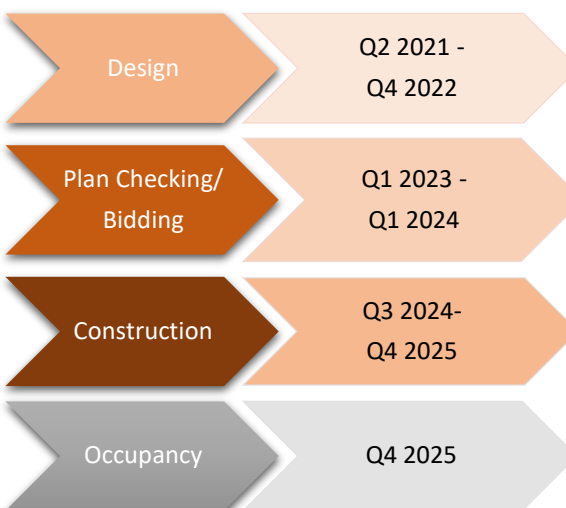 Design
Q2 2021 -
Q4 2022
Plan Checking/
Bidding
Q1 2023 -
Q1 2024
Construction
Q3 2024-
Q4 2025
Occupancy
Q4 2025